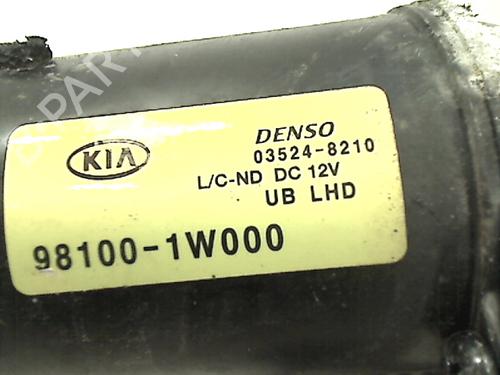 KIA
DENSO
03524-8210
L/C-ND DC 12V
UB LHD
98100-1W000